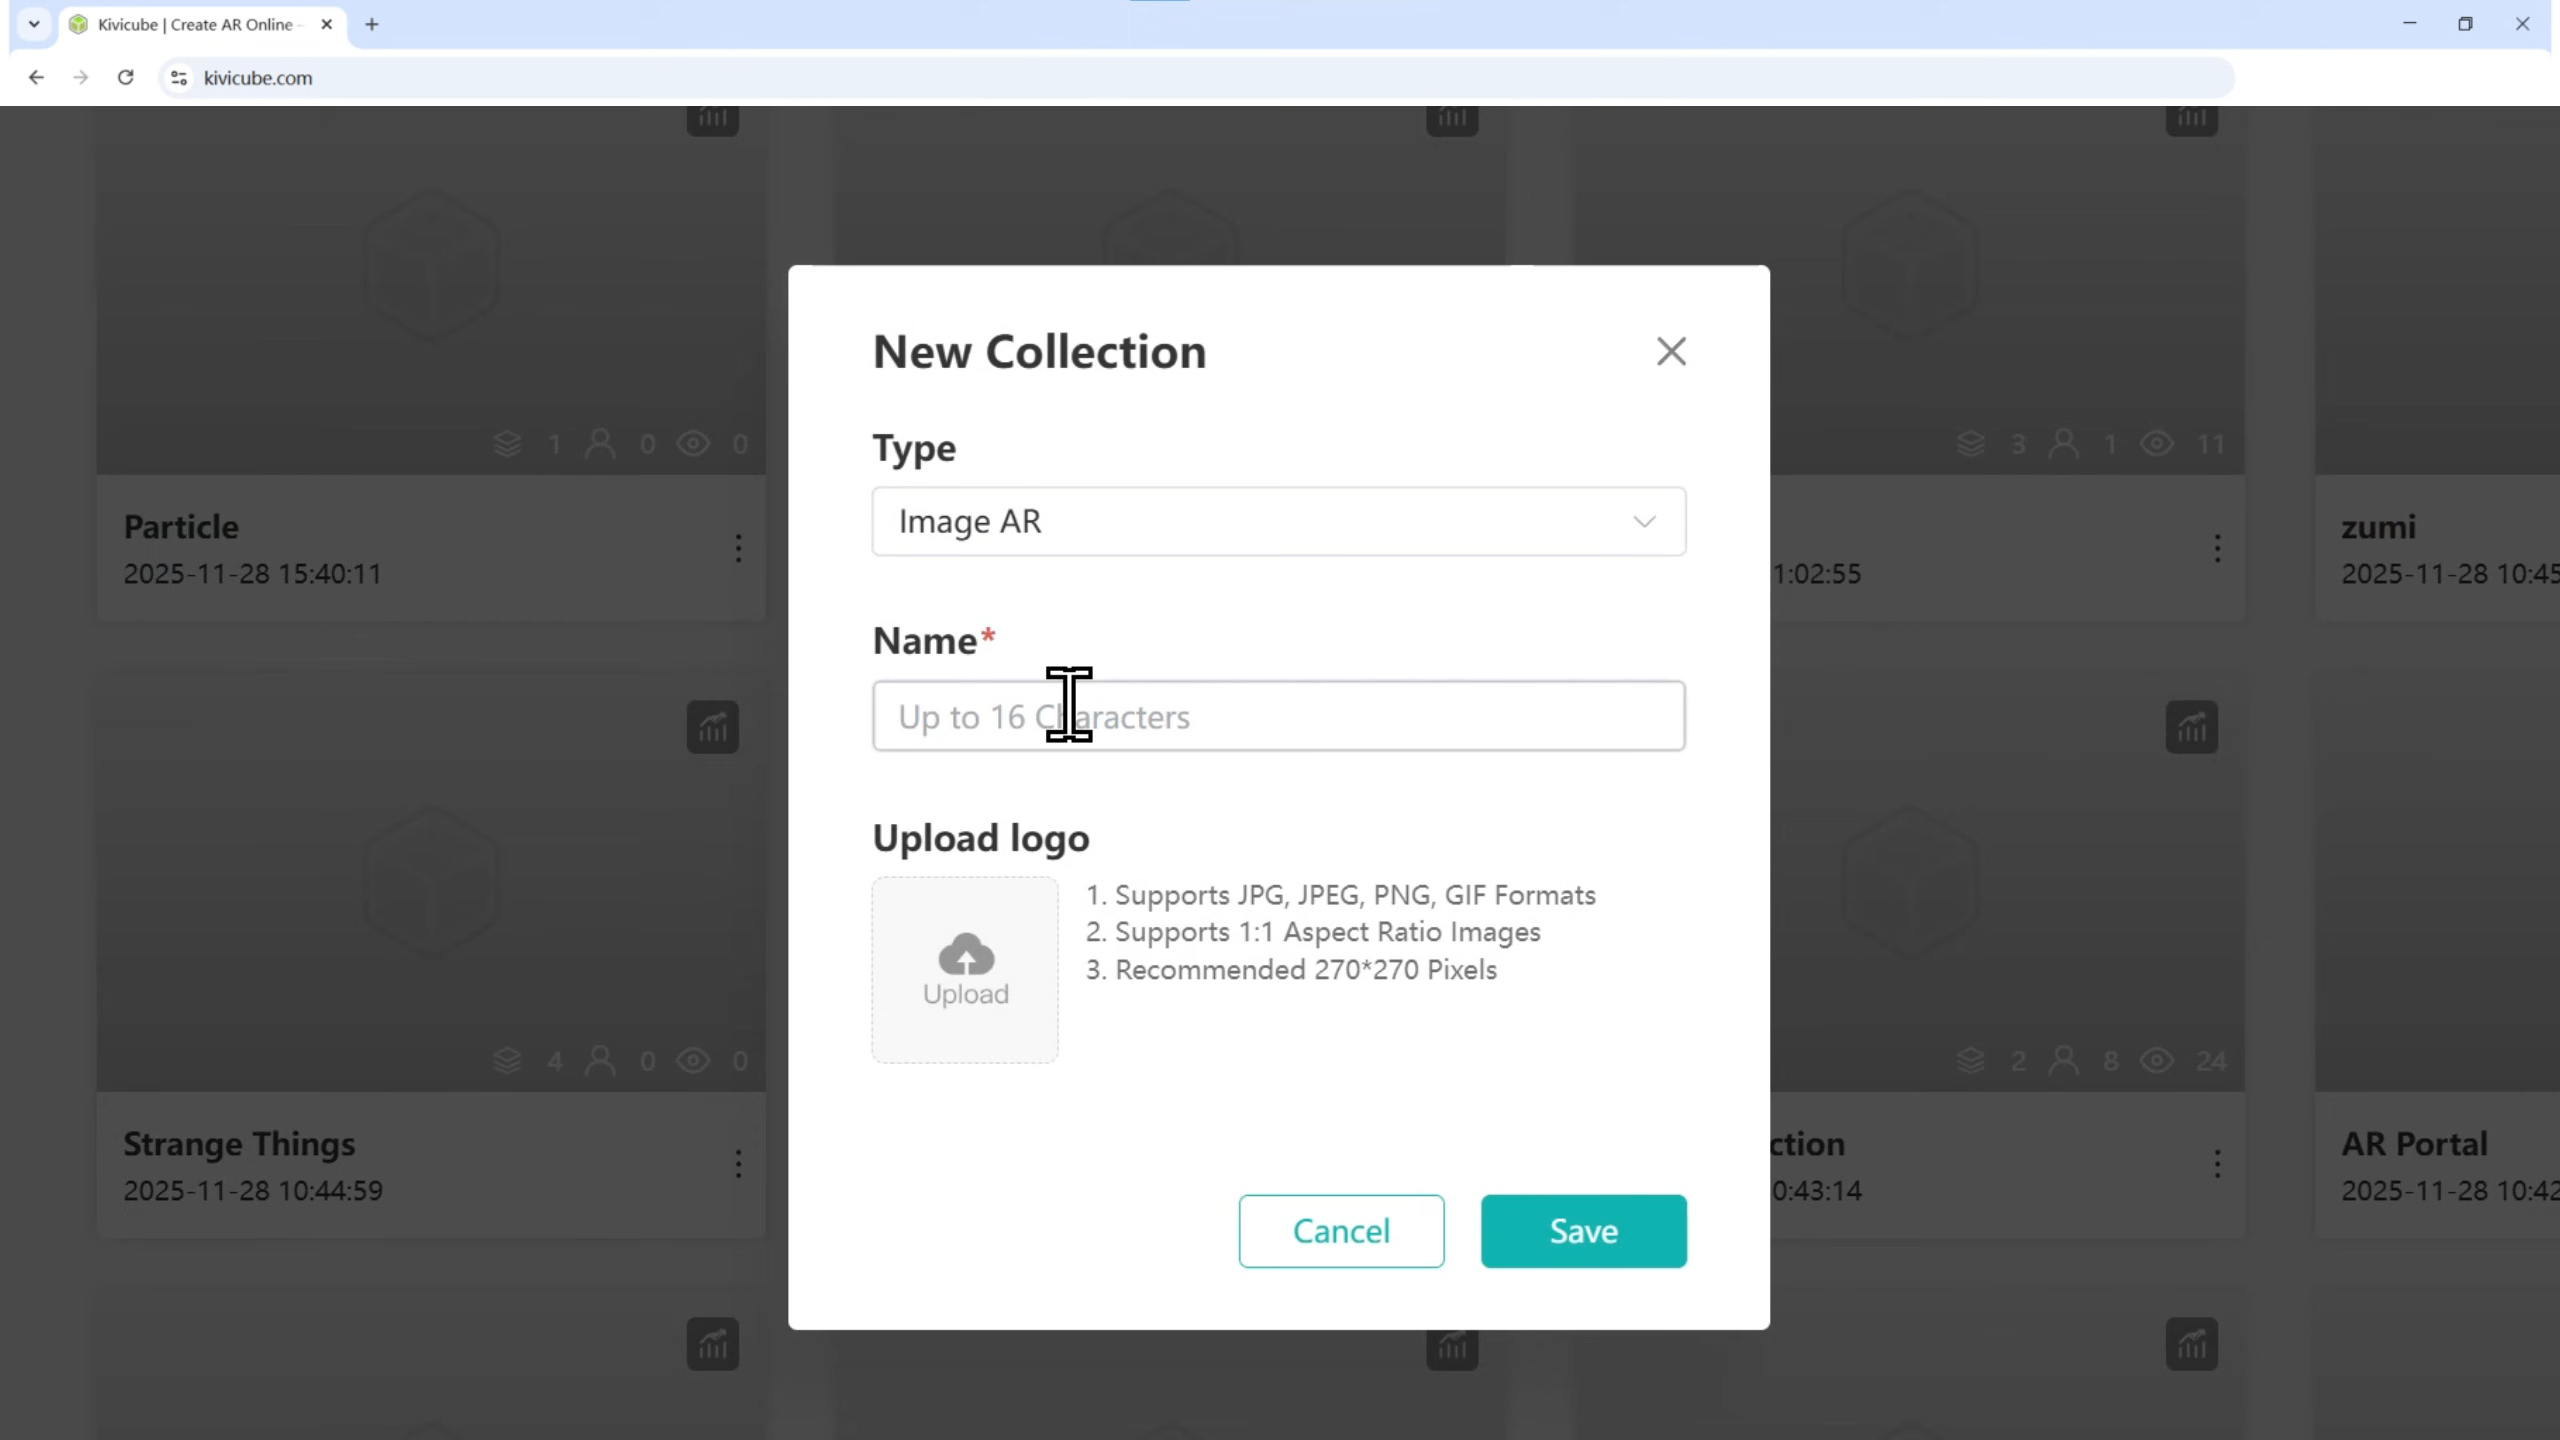 Kivicube | Create AR Online -
kivicube.com
1 0 0
3 1 11
Particle
2025-11-28 15:40:11
1:02:55
zumi
2025-11-28 10:45
New Collection
Type
Image AR
Name*
Up to 16 Characters
Upload logo
Upload
1. Supports JPG, JPEG, PNG, GIF Formats
2. Supports 1:1 Aspect Ratio Images
3. Recommended 270*270 Pixels
4 0 0
2 8 24
Strange Things
2025-11-28 10:44:59
ction
0:43:14
AR Portal
2025-11-28 10:42
Cancel
Save